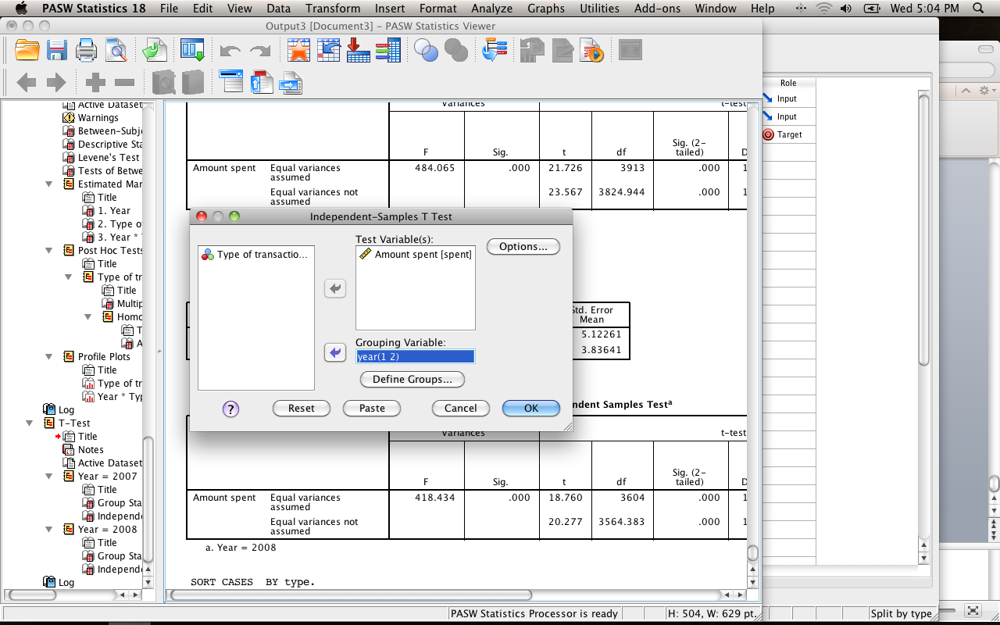 PASW Statistics 18 File Edit View Data Transform Insert Format Analyze Graphs Utilities Add-ons Window Help Wed 5:04 PM
Output3 [Document3] – PASW Statistics Viewer
Role
Input
Input
Target
Active Dataset
Warnings
Between-Subj
Descriptive Sta
Levene's Test
Tests of Betwe
Estimated Mar
Title
1. Year
2. Type o
3. Year *
Post Hoc Tests
Title
Type of tr
Title
Multip
Homo
T
A
Profile Plots
Title
Type of tr
Year * Typ
Log
T-Test
Title
Notes
Active Dataset
Year = 2007
Title
Group Sta
Independ
Year = 2008
Title
Group Sta
Independ
Log
Variances t-test
F Sig. t df Sig. (2-
tailed) D
Amount spent Equal variances
assumed 484.065 .000 21.726 3913 .000 1
Equal variances not
assumed 23.567 3824.944 .000 1
Independent-Samples T Test
Test Variable(s):
Type of transactio... Amount spent [spent] Options...
Grouping Variable:
year(1 2)
Define Groups...
? Reset Paste Cancel OK
Std. Error
Mean
5.12261
3.83641
ndent Samples Testa
Variances t-test
F Sig. t df Sig. (2-
tailed) D
Amount spent Equal variances
assumed 418.434 .000 18.760 3604 .000 1
Equal variances not
assumed 20.277 3564.383 .000 1
a. Year = 2008
SORT CASES BY type.
PASW Statistics Processor is ready H: 504, W: 629 pt. Split by type